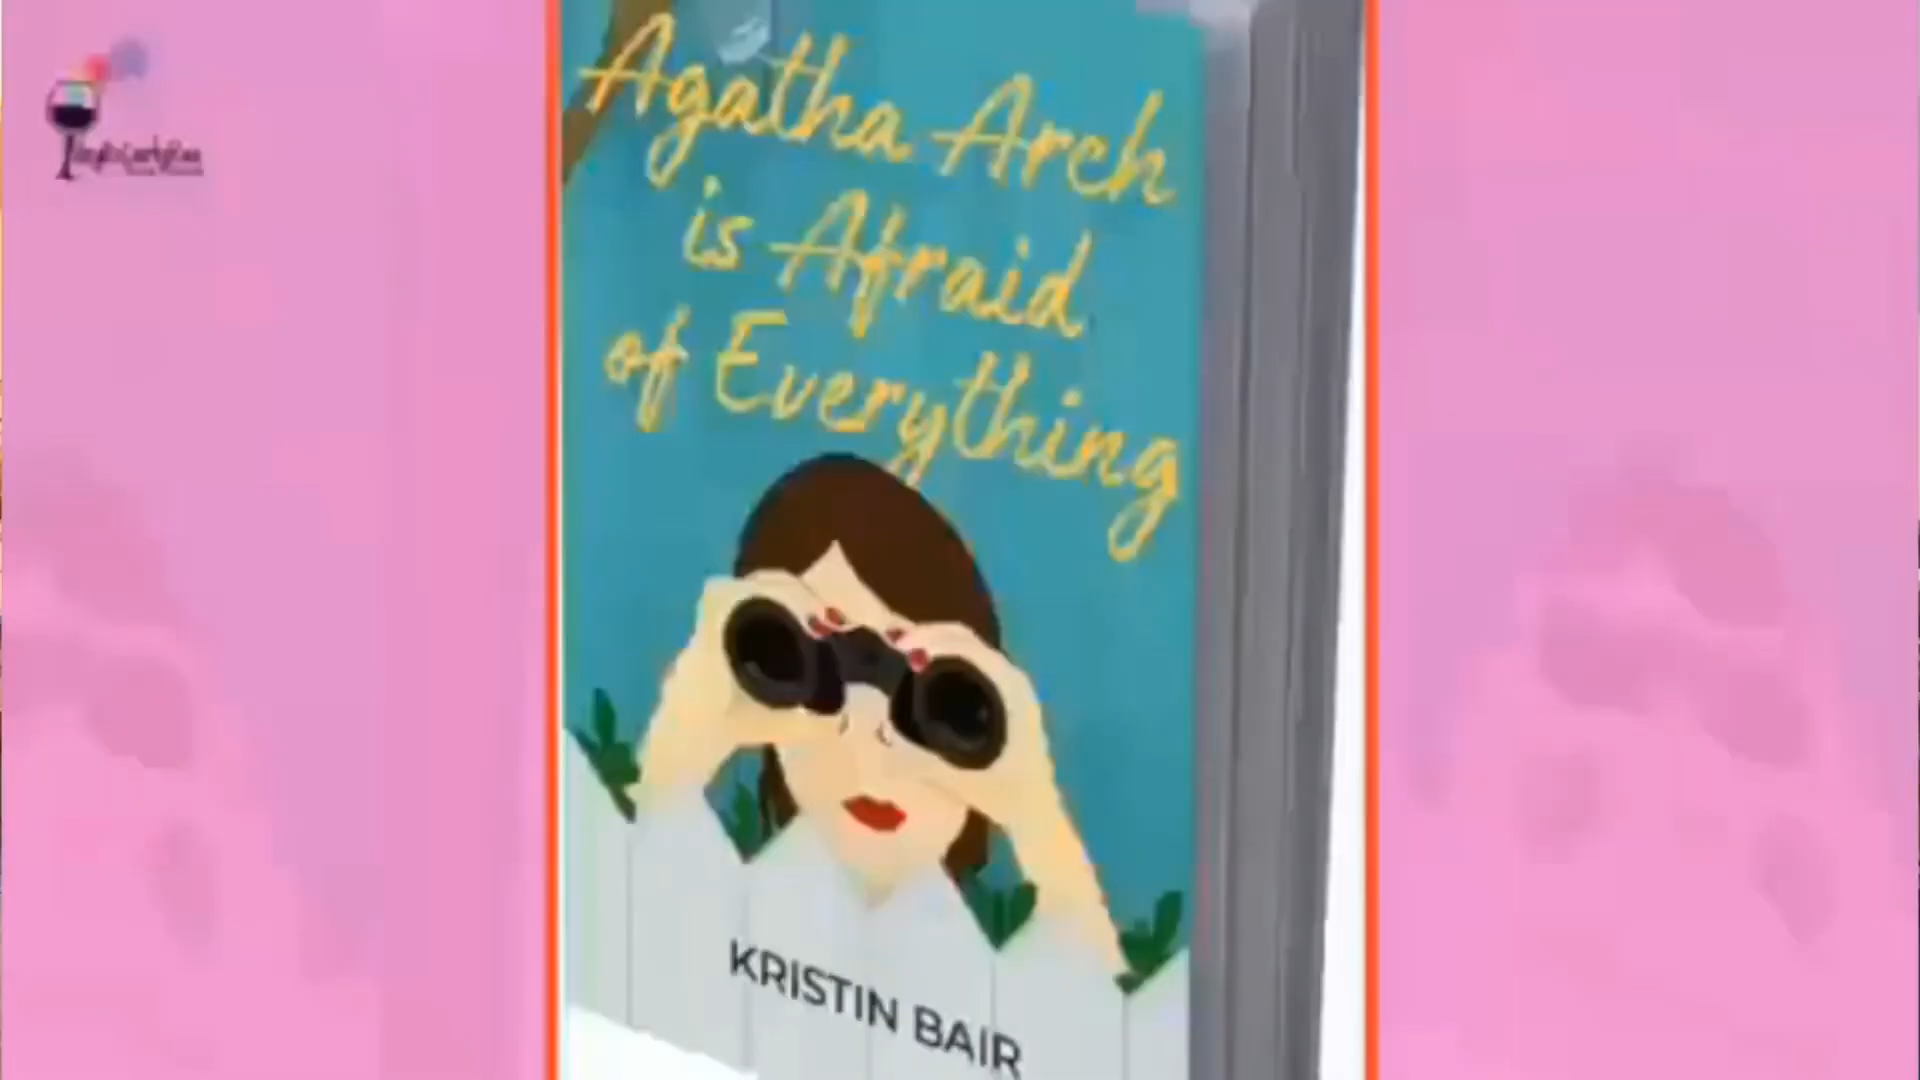 Agatha Arch
is Afraid
of Everything
KRISTIN BAIR